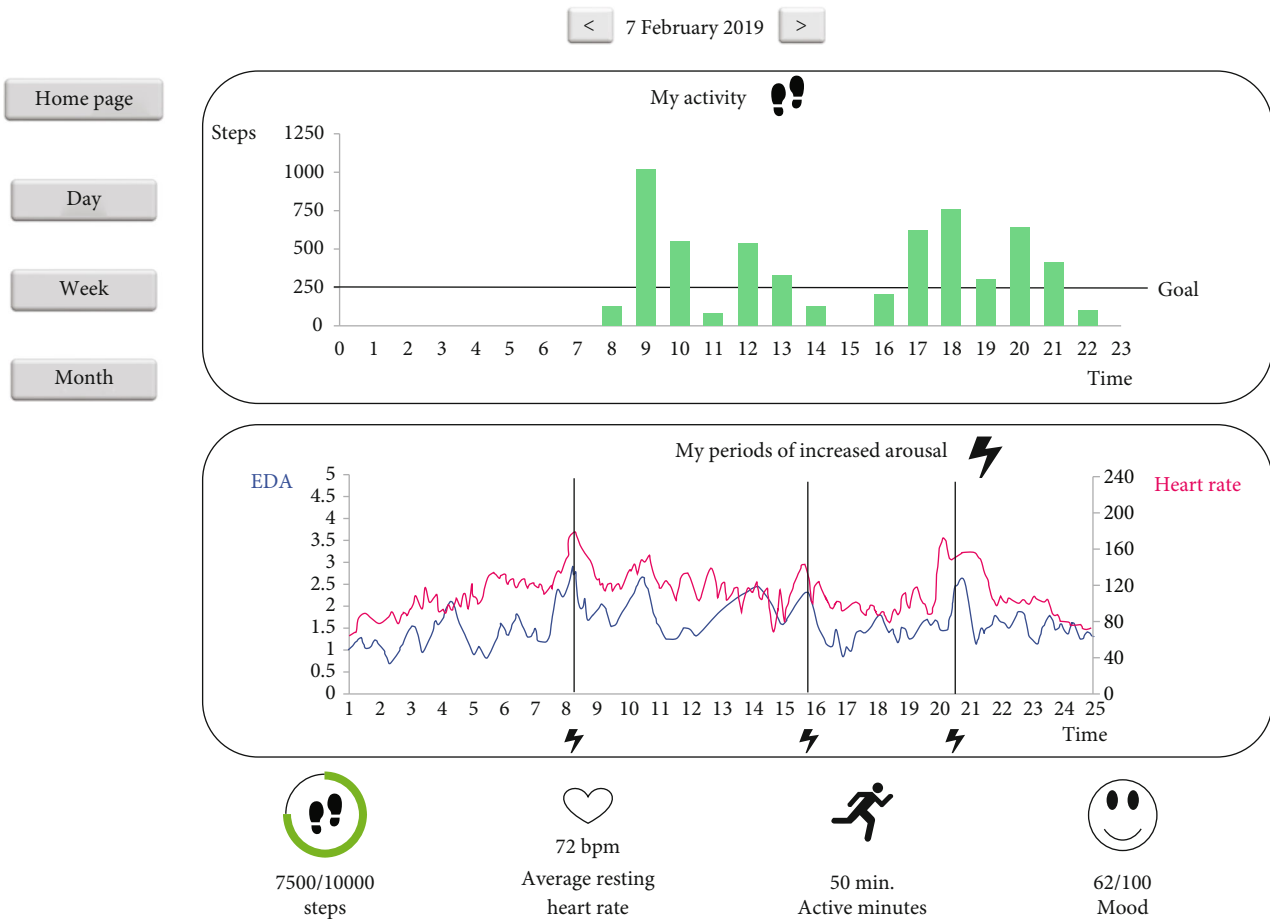 < 7 February 2019 >
Home page
Day
Week
Month
My activity
Steps
1250
1000
750
500
250
0
Goal
0 1 2 3 4 5 6 7 8 9 10 11 12 13 14 15 16 17 18 19 20 21 22 23
Time
My periods of increased arousal
EDA
5
4.5
4
3.5
3
2.5
2
1.5
1
0.5
0
Heart rate
240
200
160
120
80
40
0
1 2 3 4 5 6 7 8 9 10 11 12 13 14 15 16 17 18 19 20 21 22 23 24 25
Time
7500/10000
steps
72 bpm
Average resting
heart rate
50 min.
Active minutes
62/100
Mood